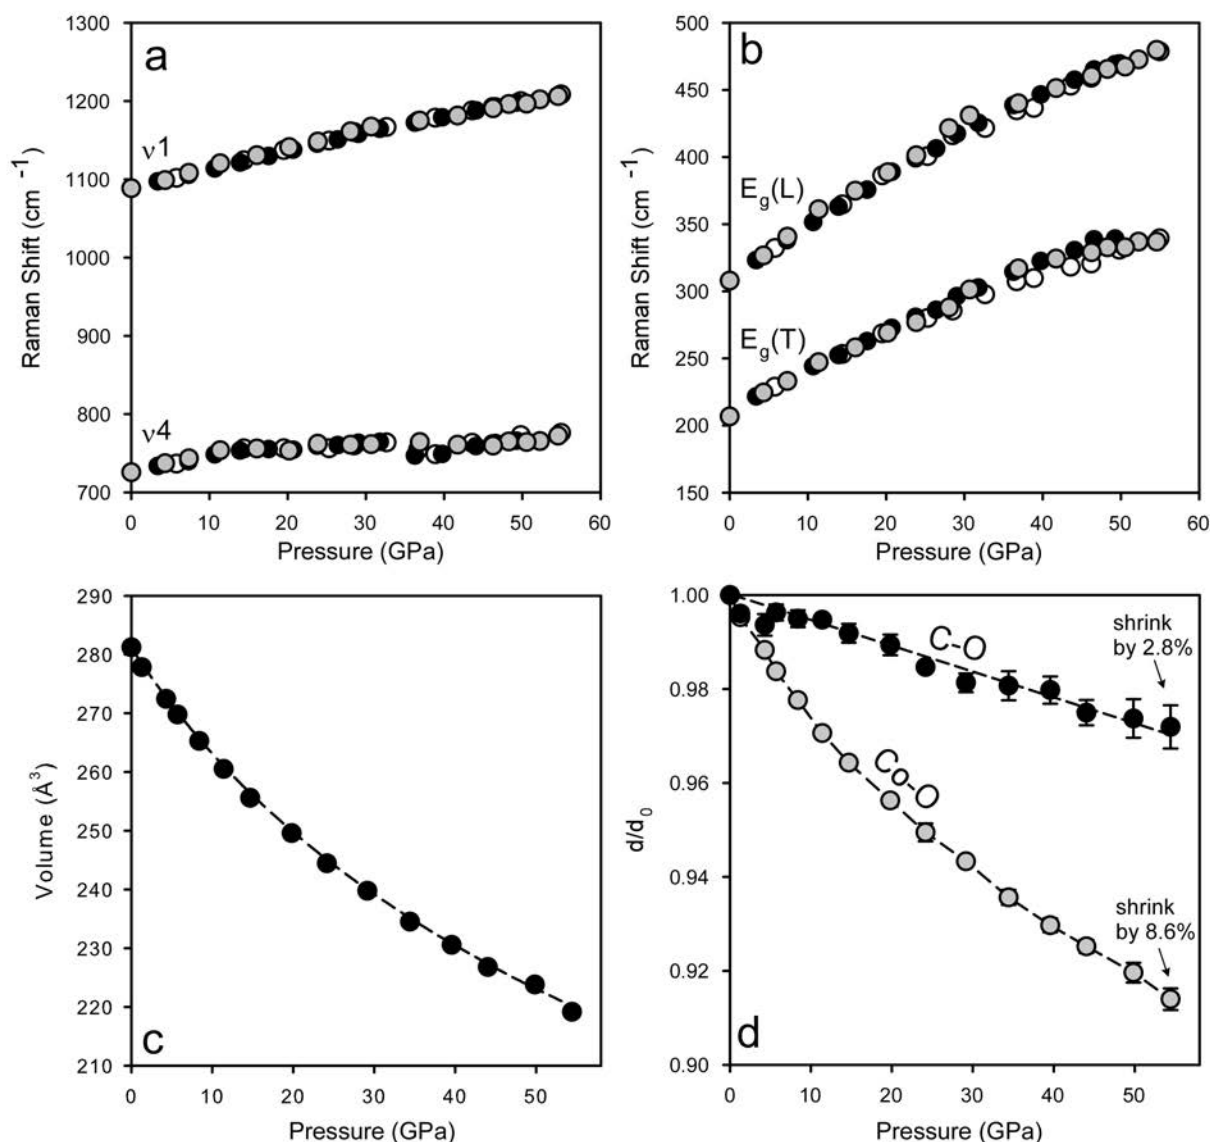 1300
1200
1100
1000
900
800
700
0 10 20 30 40 50 60
Raman Shift (cm⁻¹)
Pressure (GPa)
a
ν1
ν4
500
450
400
350
300
250
200
150
0 10 20 30 40 50 60
Raman Shift (cm⁻¹)
Pressure (GPa)
b
E_g(L)
E_g(T)
290
280
270
260
250
240
230
220
210
0 10 20 30 40 50
Volume (Å³)
Pressure (GPa)
c
1.00
0.98
0.96
0.94
0.92
0.90
0 10 20 30 40 50
d/d₀
Pressure (GPa)
d
C-O
shrink
by 2.8%
Co-O
shrink
by 8.6%